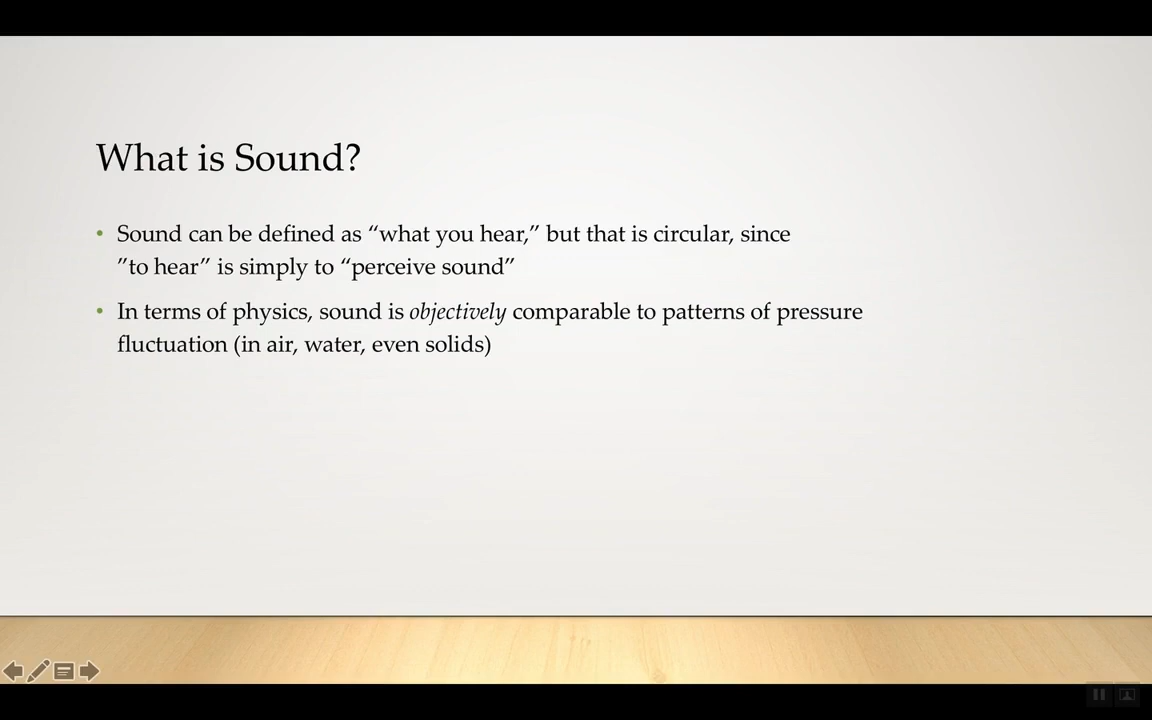 What is Sound?
• Sound can be defined as “what you hear,” but that is circular, since
”to hear” is simply to “perceive sound”
• In terms of physics, sound is objectively comparable to patterns of pressure
fluctuation (in air, water, even solids)